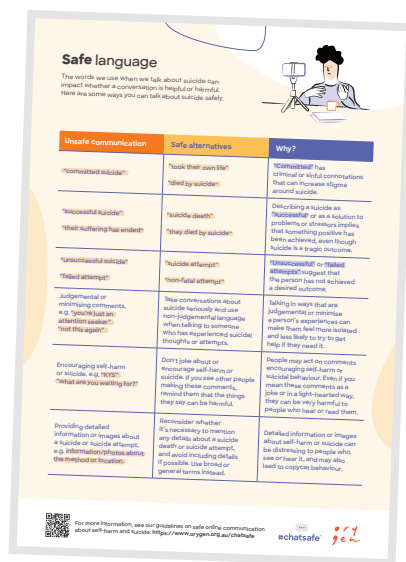 Safe language
The words we use when we talk about suicide can
impact whether a conversation is helpful or harmful.
Here are some ways you can talk about suicide safely.
Unsafe communication
Safe alternatives
Why?
"committed suicide"
"took their own life"
"died by suicide"
"Committed" has
criminal or sinful connotations
that can increase stigma
around suicide.
"successful suicide"
"their suffering has ended"
"suicide death"
"they died by suicide"
Describing a suicide as
"successful" or as a solution to
problems or stressors implies
that something positive has
been achieved, even though
suicide is a tragic outcome.
"unsuccessful suicide"
"failed attempt"
"suicide attempt"
"non-fatal attempt"
"Unsuccessful" or "failed
attempts" suggest that
the person has not achieved
a desired outcome.
Judgemental or
minimising comments,
e.g. "you're just an
attention seeker"
"not this again"
Take conversations about
suicide seriously and use
non-judgemental language
when talking to someone
who has experienced suicidal
thoughts or attempts.
Talking in ways that are
judgemental or minimise
a person's experiences can
make them feel more isolated
and less likely to try to get
help if they need it.
Encouraging self-harm
or suicide, e.g. "KYS"
"What are you waiting for?"
Don't joke about or
encourage self-harm or
suicide. If you see other people
making these comments,
remind them that the things
they say can be harmful.
People may act on comments
encouraging self-harm or
suicidal behaviour. Even if you
mean these comments as a
joke or in a light-hearted way,
they can be very harmful to
people who hear or read them.
Providing detailed
information or images about
a suicide or suicide attempt,
e.g. information/photos about
the method or location.
Reconsider whether
it's necessary to mention
any details about a suicide
death or suicide attempt,
and avoid including details
if possible. Use broad or
general terms instead.
Detailed information or images
about self-harm or suicide can
be distressing to people who
see or hear it, and may also
lead to copycat behaviour.
For more information, see our guidelines on safe online communication
about self-harm and suicide: https://www.orygen.org.au/chatsafe
#chatsafe
ory
gen